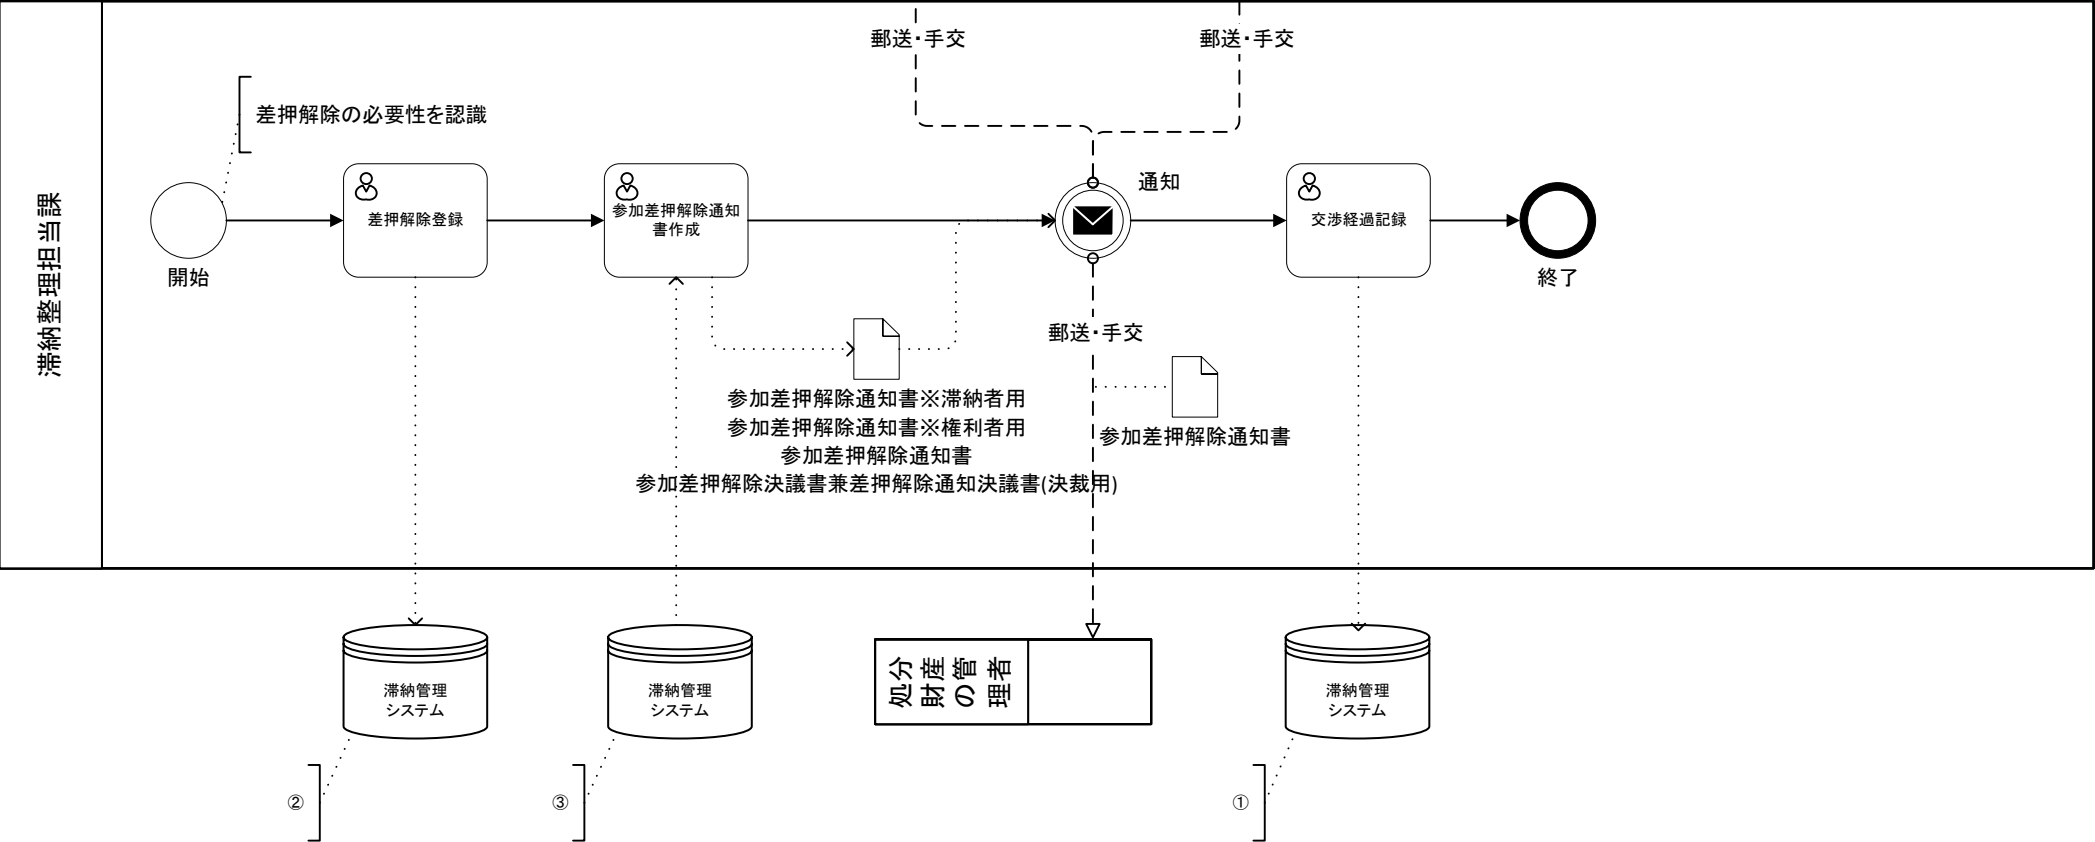 滞納整理担当課
郵送・手交
郵送・手交
差押解除の必要性を認識
開始
差押解除登録
参加差押解除通知
書作成
通知
交渉経過記録
終了
郵送・手交
参加差押解除通知書※滞納者用
参加差押解除通知書※権利者用
参加差押解除通知書
参加差押解除決議書兼差押解除通知決議書(決裁用)
参加差押解除通知書
滞納管理
システム
滞納管理
システム
処分
財産
の管
理者
滞納管理
システム
②
③
①